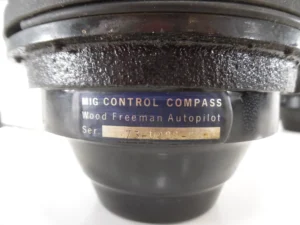 MIG CONTROL COMPASS
Wood Freeman Autopilot
Ser.